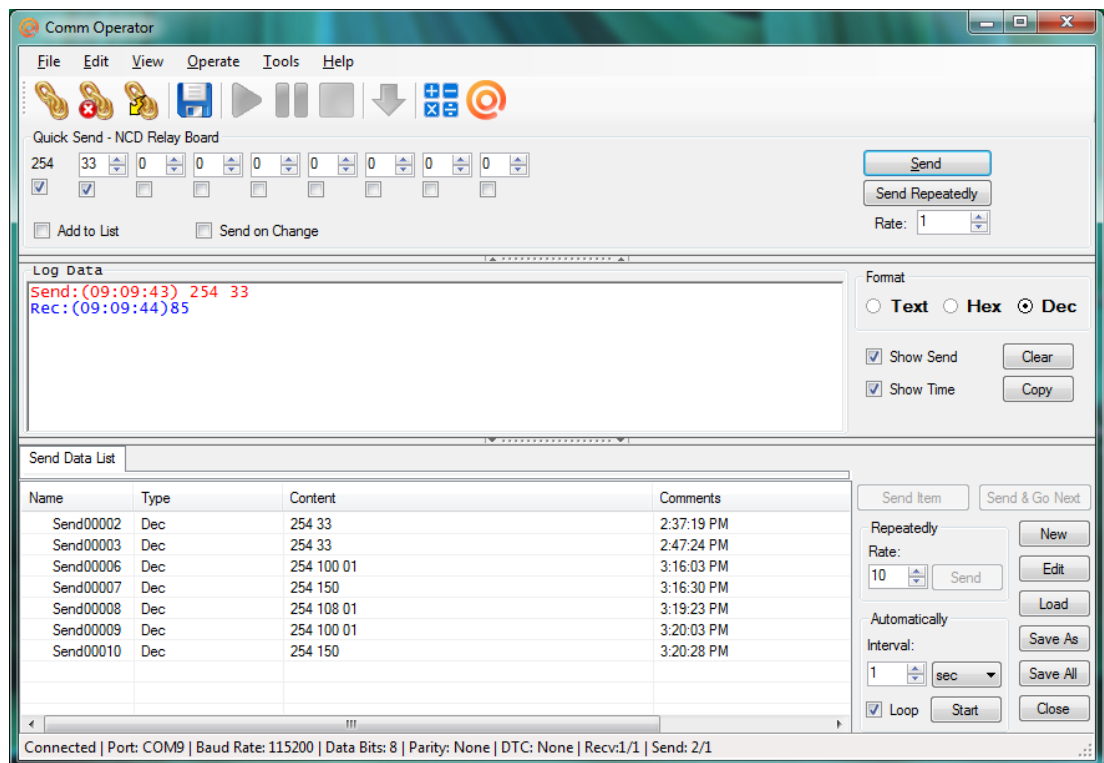 Comm Operator
File Edit View Operate Tools Help
Quick Send - NCD Relay Board
254 33 0 0 0 0 0 0 0
Send
Send Repeatedly
Rate: 1
Add to List Send on Change
Log Data
Send:(09:09:43) 254 33
Rec:(09:09:44)85
Format
Text Hex Dec
Show Send Clear
Show Time Copy
Send Data List
Name Type Content Comments
Send00002 Dec 254 33 2:37:19 PM
Send00003 Dec 254 33 2:47:24 PM
Send00006 Dec 254 100 01 3:16:03 PM
Send00007 Dec 254 150 3:16:30 PM
Send00008 Dec 254 108 01 3:19:23 PM
Send00009 Dec 254 100 01 3:20:03 PM
Send00010 Dec 254 150 3:20:28 PM
Send Item Send & Go Next
Repeatedly
Rate:
10 Send
Automatically
Interval:
1 sec
Loop Start
New
Edit
Load
Save As
Save All
Close
Connected | Port: COM9 | Baud Rate: 115200 | Data Bits: 8 | Parity: None | DTC: None | Recv:1/1 | Send: 2/1